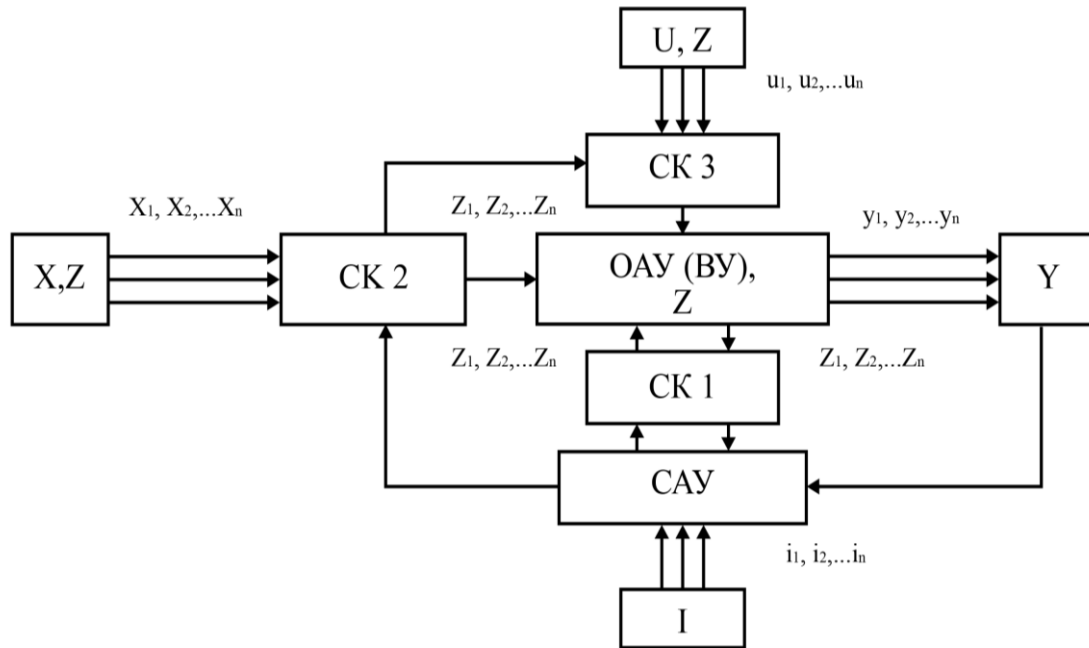 U, Z
u₁, u₂,...uₙ
СК 3
X₁, X₂,...Xₙ
Z₁, Z₂,...Zₙ
y₁, y₂,...yₙ
X,Z
СК 2
ОАУ (ВУ),
Z
Y
Z₁, Z₂,...Zₙ
Z₁, Z₂,...Zₙ
СК 1
САУ
i₁, i₂,...iₙ
I